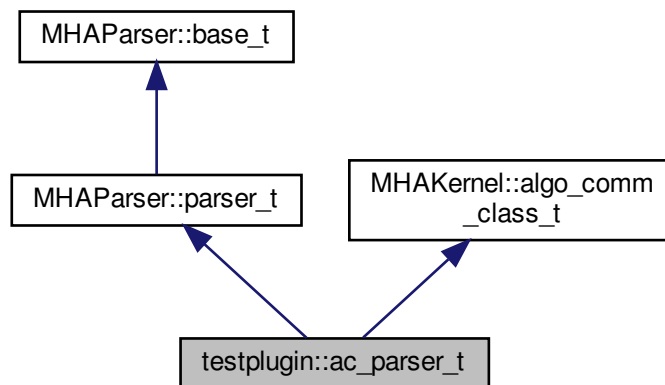 MHAParser::base_t
MHAParser::parser_t
MHAKernel::algo_comm
_class_t
testplugin::ac_parser_t